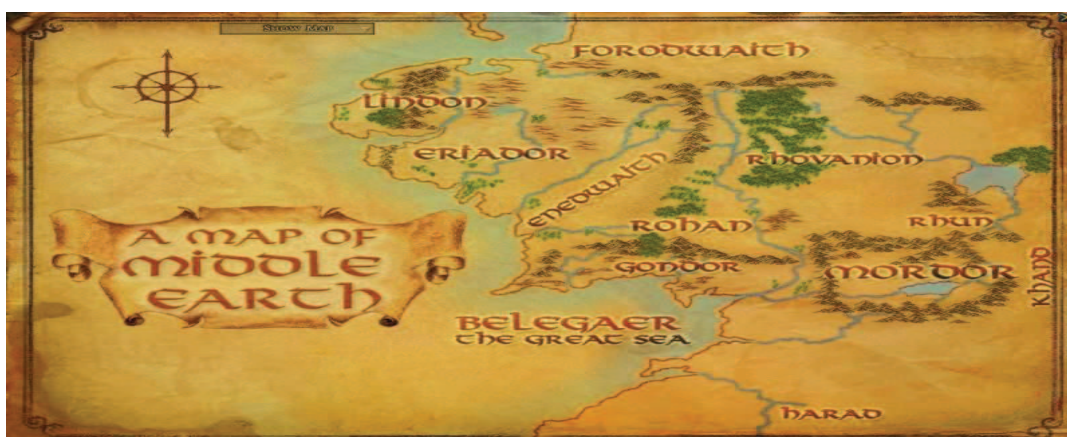 Show Map
FORODWAITH
LINDON
ERIADOR
RHOVANION
ENEDWAITH
RHUN
ROHAN
A MAP OF
MIDDLE
EARTH
GONDOR
MORDOR
KHAND
BELEGAER
THE GREAT SEA
HARAD